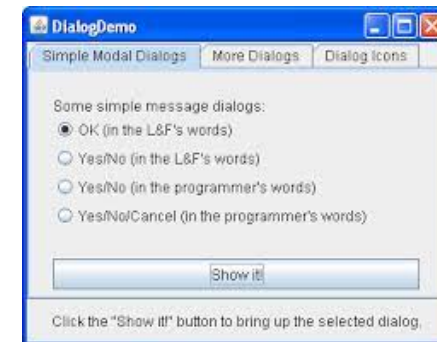 DialogDemo
Simple Modal Dialogs More Dialogs Dialog Icons
Some simple message dialogs:
OK (in the L&F's words)
Yes/No (in the L&F's words)
Yes/No (in the programmer's words)
Yes/No/Cancel (in the programmer's words)
Show it!
Click the "Show it!" button to bring up the selected dialog.